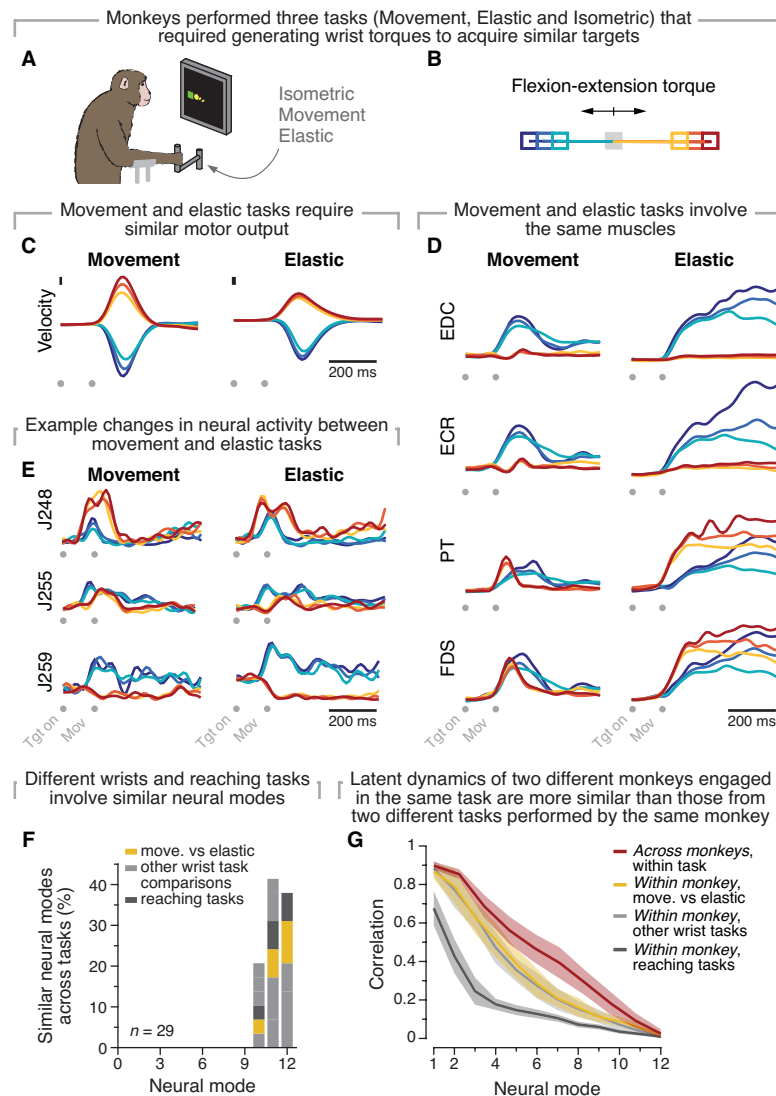 Monkeys performed three tasks (Movement, Elastic and Isometric) that
required generating wrist torques to acquire similar targets
A
Isometric
Movement
Elastic
B
Flexion-extension torque
Movement and elastic tasks require
similar motor output
C
Movement
Elastic
Velocity
200 ms
Movement and elastic tasks involve
the same muscles
D
Movement
Elastic
EDC
ECR
PT
FDS
Tgt on
Mov
Tgt on
Mov
200 ms
Example changes in neural activity between
movement and elastic tasks
E
Movement
Elastic
J248
J255
J259
Tgt on
Mov
Tgt on
Mov
200 ms
Different wrists and reaching tasks
involve similar neural modes
F
move. vs elastic
other wrist task
comparisons
reaching tasks
Similar neural modes
across tasks (%)
40
30
20
10
0
n = 29
0 3 6 9 12
Neural mode
Latent dynamics of two different monkeys engaged
in the same task are more similar than those from
two different tasks performed by the same monkey
G
Across monkeys,
within task
Within monkey,
move. vs elastic
Within monkey,
other wrist tasks
Within monkey,
reaching tasks
Correlation
1
0.8
0.6
0.4
0.2
0
1 2 4 6 8 10 12
Neural mode